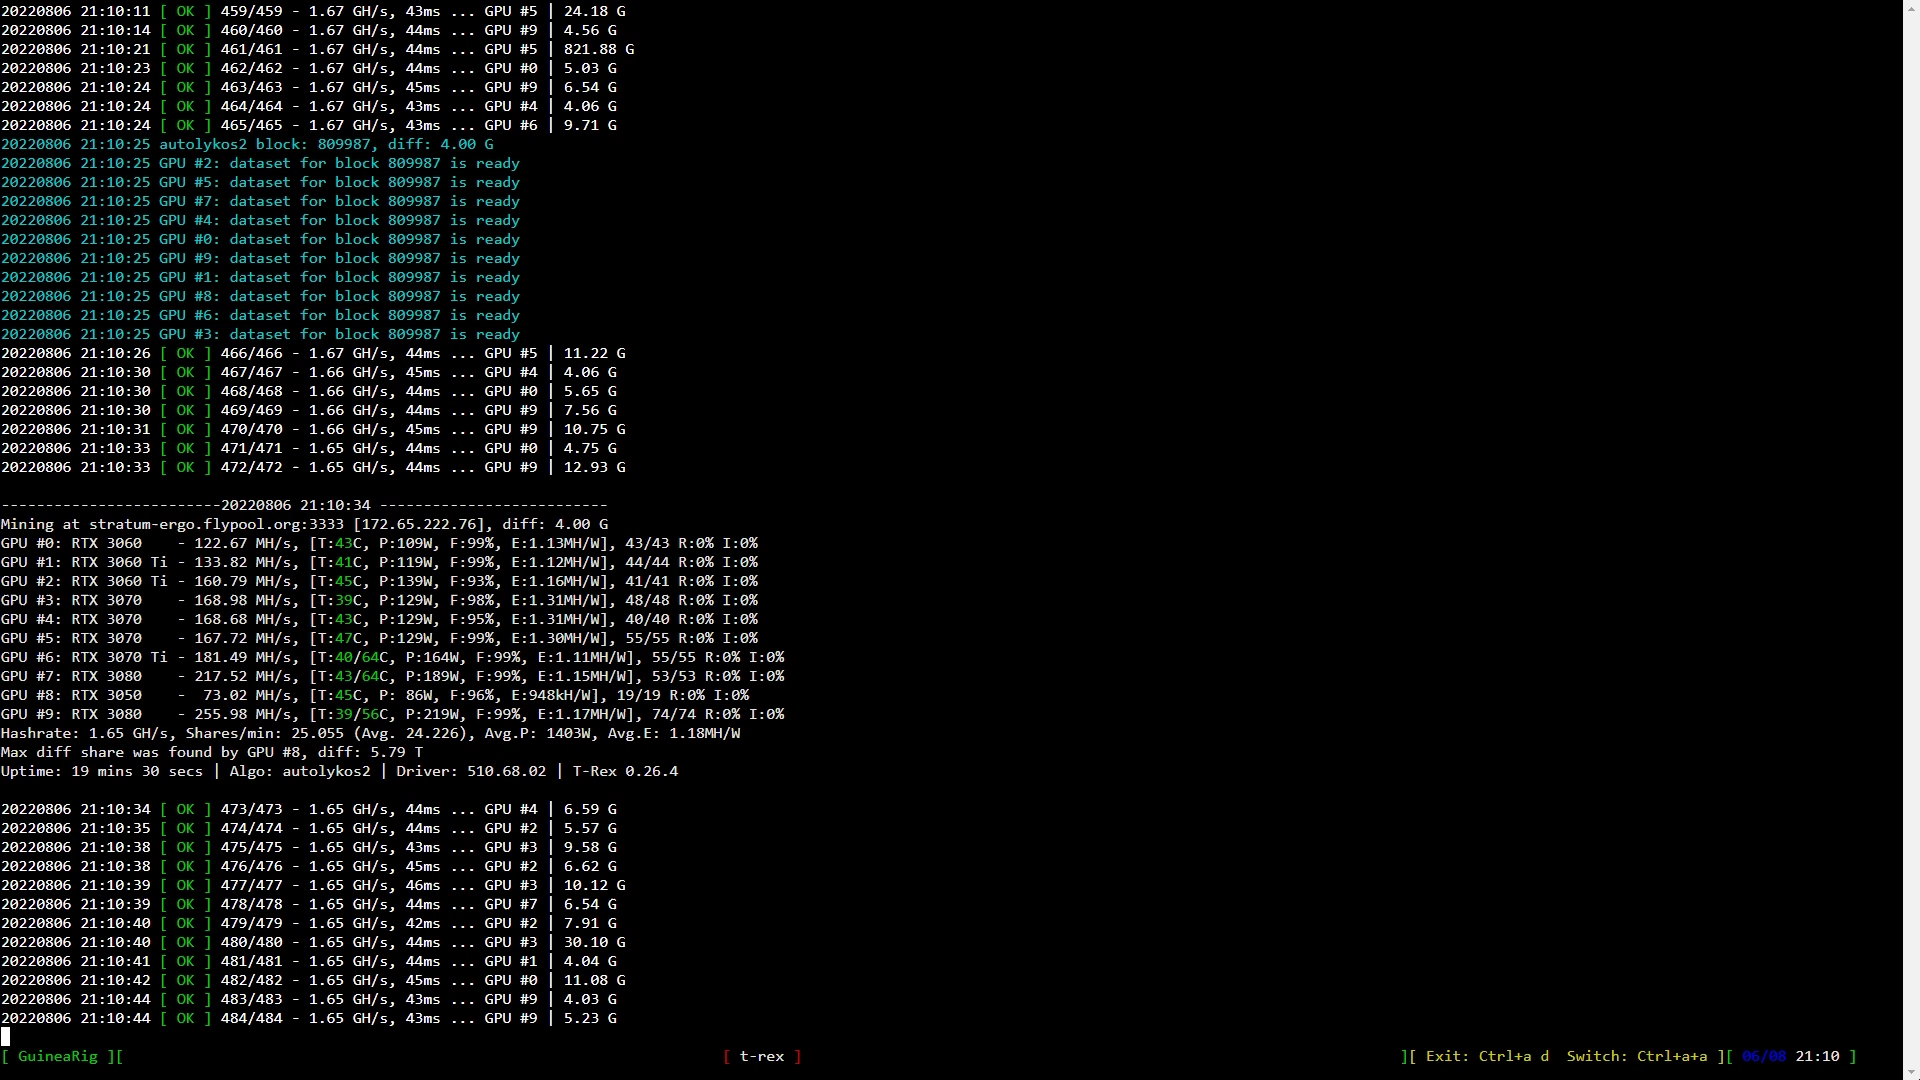 20220806 21:10:11 [ OK ] 459/459 - 1.67 GH/s, 43ms ... GPU #5 | 24.18 G
20220806 21:10:14 [ OK ] 460/460 - 1.67 GH/s, 44ms ... GPU #9 | 4.56 G
20220806 21:10:21 [ OK ] 461/461 - 1.67 GH/s, 44ms ... GPU #5 | 821.88 G
20220806 21:10:23 [ OK ] 462/462 - 1.67 GH/s, 44ms ... GPU #0 | 5.03 G
20220806 21:10:24 [ OK ] 463/463 - 1.67 GH/s, 45ms ... GPU #9 | 6.54 G
20220806 21:10:24 [ OK ] 464/464 - 1.67 GH/s, 43ms ... GPU #4 | 4.06 G
20220806 21:10:24 [ OK ] 465/465 - 1.67 GH/s, 43ms ... GPU #6 | 9.71 G
20220806 21:10:25 autolykos2 block: 809987, diff: 4.00 G
20220806 21:10:25 GPU #2: dataset for block 809987 is ready
20220806 21:10:25 GPU #5: dataset for block 809987 is ready
20220806 21:10:25 GPU #7: dataset for block 809987 is ready
20220806 21:10:25 GPU #4: dataset for block 809987 is ready
20220806 21:10:25 GPU #0: dataset for block 809987 is ready
20220806 21:10:25 GPU #9: dataset for block 809987 is ready
20220806 21:10:25 GPU #1: dataset for block 809987 is ready
20220806 21:10:25 GPU #8: dataset for block 809987 is ready
20220806 21:10:25 GPU #6: dataset for block 809987 is ready
20220806 21:10:25 GPU #3: dataset for block 809987 is ready
20220806 21:10:26 [ OK ] 466/466 - 1.67 GH/s, 44ms ... GPU #5 | 11.22 G
20220806 21:10:30 [ OK ] 467/467 - 1.66 GH/s, 45ms ... GPU #4 | 4.06 G
20220806 21:10:30 [ OK ] 468/468 - 1.66 GH/s, 44ms ... GPU #0 | 5.65 G
20220806 21:10:30 [ OK ] 469/469 - 1.66 GH/s, 44ms ... GPU #9 | 7.56 G
20220806 21:10:31 [ OK ] 470/470 - 1.66 GH/s, 45ms ... GPU #9 | 10.75 G
20220806 21:10:33 [ OK ] 471/471 - 1.65 GH/s, 44ms ... GPU #0 | 4.75 G
20220806 21:10:33 [ OK ] 472/472 - 1.65 GH/s, 44ms ... GPU #9 | 12.93 G
-------------------------20220806 21:10:34 --------------------------
Mining at stratum-ergo.flypool.org:3333 [172.65.222.76], diff: 4.00 G
GPU #0: RTX 3060    - 122.67 MH/s, [T:43C, P:109W, F:99%, E:1.13MH/W], 43/43 R:0% I:0%
GPU #1: RTX 3060 Ti - 133.82 MH/s, [T:41C, P:119W, F:99%, E:1.12MH/W], 44/44 R:0% I:0%
GPU #2: RTX 3060 Ti - 160.79 MH/s, [T:45C, P:139W, F:93%, E:1.16MH/W], 41/41 R:0% I:0%
GPU #3: RTX 3070    - 168.98 MH/s, [T:39C, P:129W, F:98%, E:1.31MH/W], 48/48 R:0% I:0%
GPU #4: RTX 3070    - 168.68 MH/s, [T:43C, P:129W, F:95%, E:1.31MH/W], 40/40 R:0% I:0%
GPU #5: RTX 3070    - 167.72 MH/s, [T:47C, P:129W, F:99%, E:1.30MH/W], 55/55 R:0% I:0%
GPU #6: RTX 3070 Ti - 181.49 MH/s, [T:40/64C, P:164W, F:99%, E:1.11MH/W], 55/55 R:0% I:0%
GPU #7: RTX 3080    - 217.52 MH/s, [T:43/64C, P:189W, F:99%, E:1.15MH/W], 53/53 R:0% I:0%
GPU #8: RTX 3050    -  73.02 MH/s, [T:45C, P: 86W, F:96%, E:948kH/W], 19/19 R:0% I:0%
GPU #9: RTX 3080    - 255.98 MH/s, [T:39/56C, P:219W, F:99%, E:1.17MH/W], 74/74 R:0% I:0%
Hashrate: 1.65 GH/s, Shares/min: 25.055 (Avg. 24.226), Avg.P: 1403W, Avg.E: 1.18MH/W
Max diff share was found by GPU #8, diff: 5.79 T
Uptime: 19 mins 30 secs | Algo: autolykos2 | Driver: 510.68.02 | T-Rex 0.26.4
20220806 21:10:34 [ OK ] 473/473 - 1.65 GH/s, 44ms ... GPU #4 | 6.59 G
20220806 21:10:35 [ OK ] 474/474 - 1.65 GH/s, 44ms ... GPU #2 | 5.57 G
20220806 21:10:38 [ OK ] 475/475 - 1.65 GH/s, 43ms ... GPU #3 | 9.58 G
20220806 21:10:38 [ OK ] 476/476 - 1.65 GH/s, 45ms ... GPU #2 | 6.62 G
20220806 21:10:39 [ OK ] 477/477 - 1.65 GH/s, 46ms ... GPU #3 | 10.12 G
20220806 21:10:39 [ OK ] 478/478 - 1.65 GH/s, 44ms ... GPU #7 | 6.54 G
20220806 21:10:40 [ OK ] 479/479 - 1.65 GH/s, 42ms ... GPU #2 | 7.91 G
20220806 21:10:40 [ OK ] 480/480 - 1.65 GH/s, 44ms ... GPU #3 | 30.10 G
20220806 21:10:41 [ OK ] 481/481 - 1.65 GH/s, 44ms ... GPU #1 | 4.04 G
20220806 21:10:42 [ OK ] 482/482 - 1.65 GH/s, 45ms ... GPU #0 | 11.08 G
20220806 21:10:44 [ OK ] 483/483 - 1.65 GH/s, 43ms ... GPU #9 | 4.03 G
20220806 21:10:44 [ OK ] 484/484 - 1.65 GH/s, 43ms ... GPU #9 | 5.23 G
[ GuineaRig ][ [ t-rex ] ][ Exit: Ctrl+a d  Switch: Ctrl+a+a ][ 06/08 21:10 ]